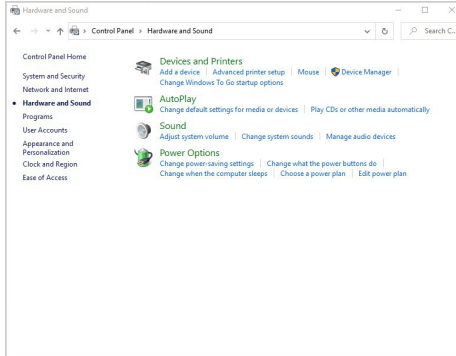 Hardware and Sound
Control Panel > Hardware and Sound
Search C...
Control Panel Home
System and Security
Network and Internet
Hardware and Sound
Programs
User Accounts
Appearance and
Personalization
Clock and Region
Ease of Access
Devices and Printers
Add a device | Advanced printer setup | Mouse | Device Manager |
Change Windows To Go startup options
AutoPlay
Change default settings for media or devices | Play CDs or other media automatically
Sound
Adjust system volume | Change system sounds | Manage audio devices
Power Options
Change power-saving settings | Change what the power buttons do |
Change when the computer sleeps | Choose a power plan | Edit power plan